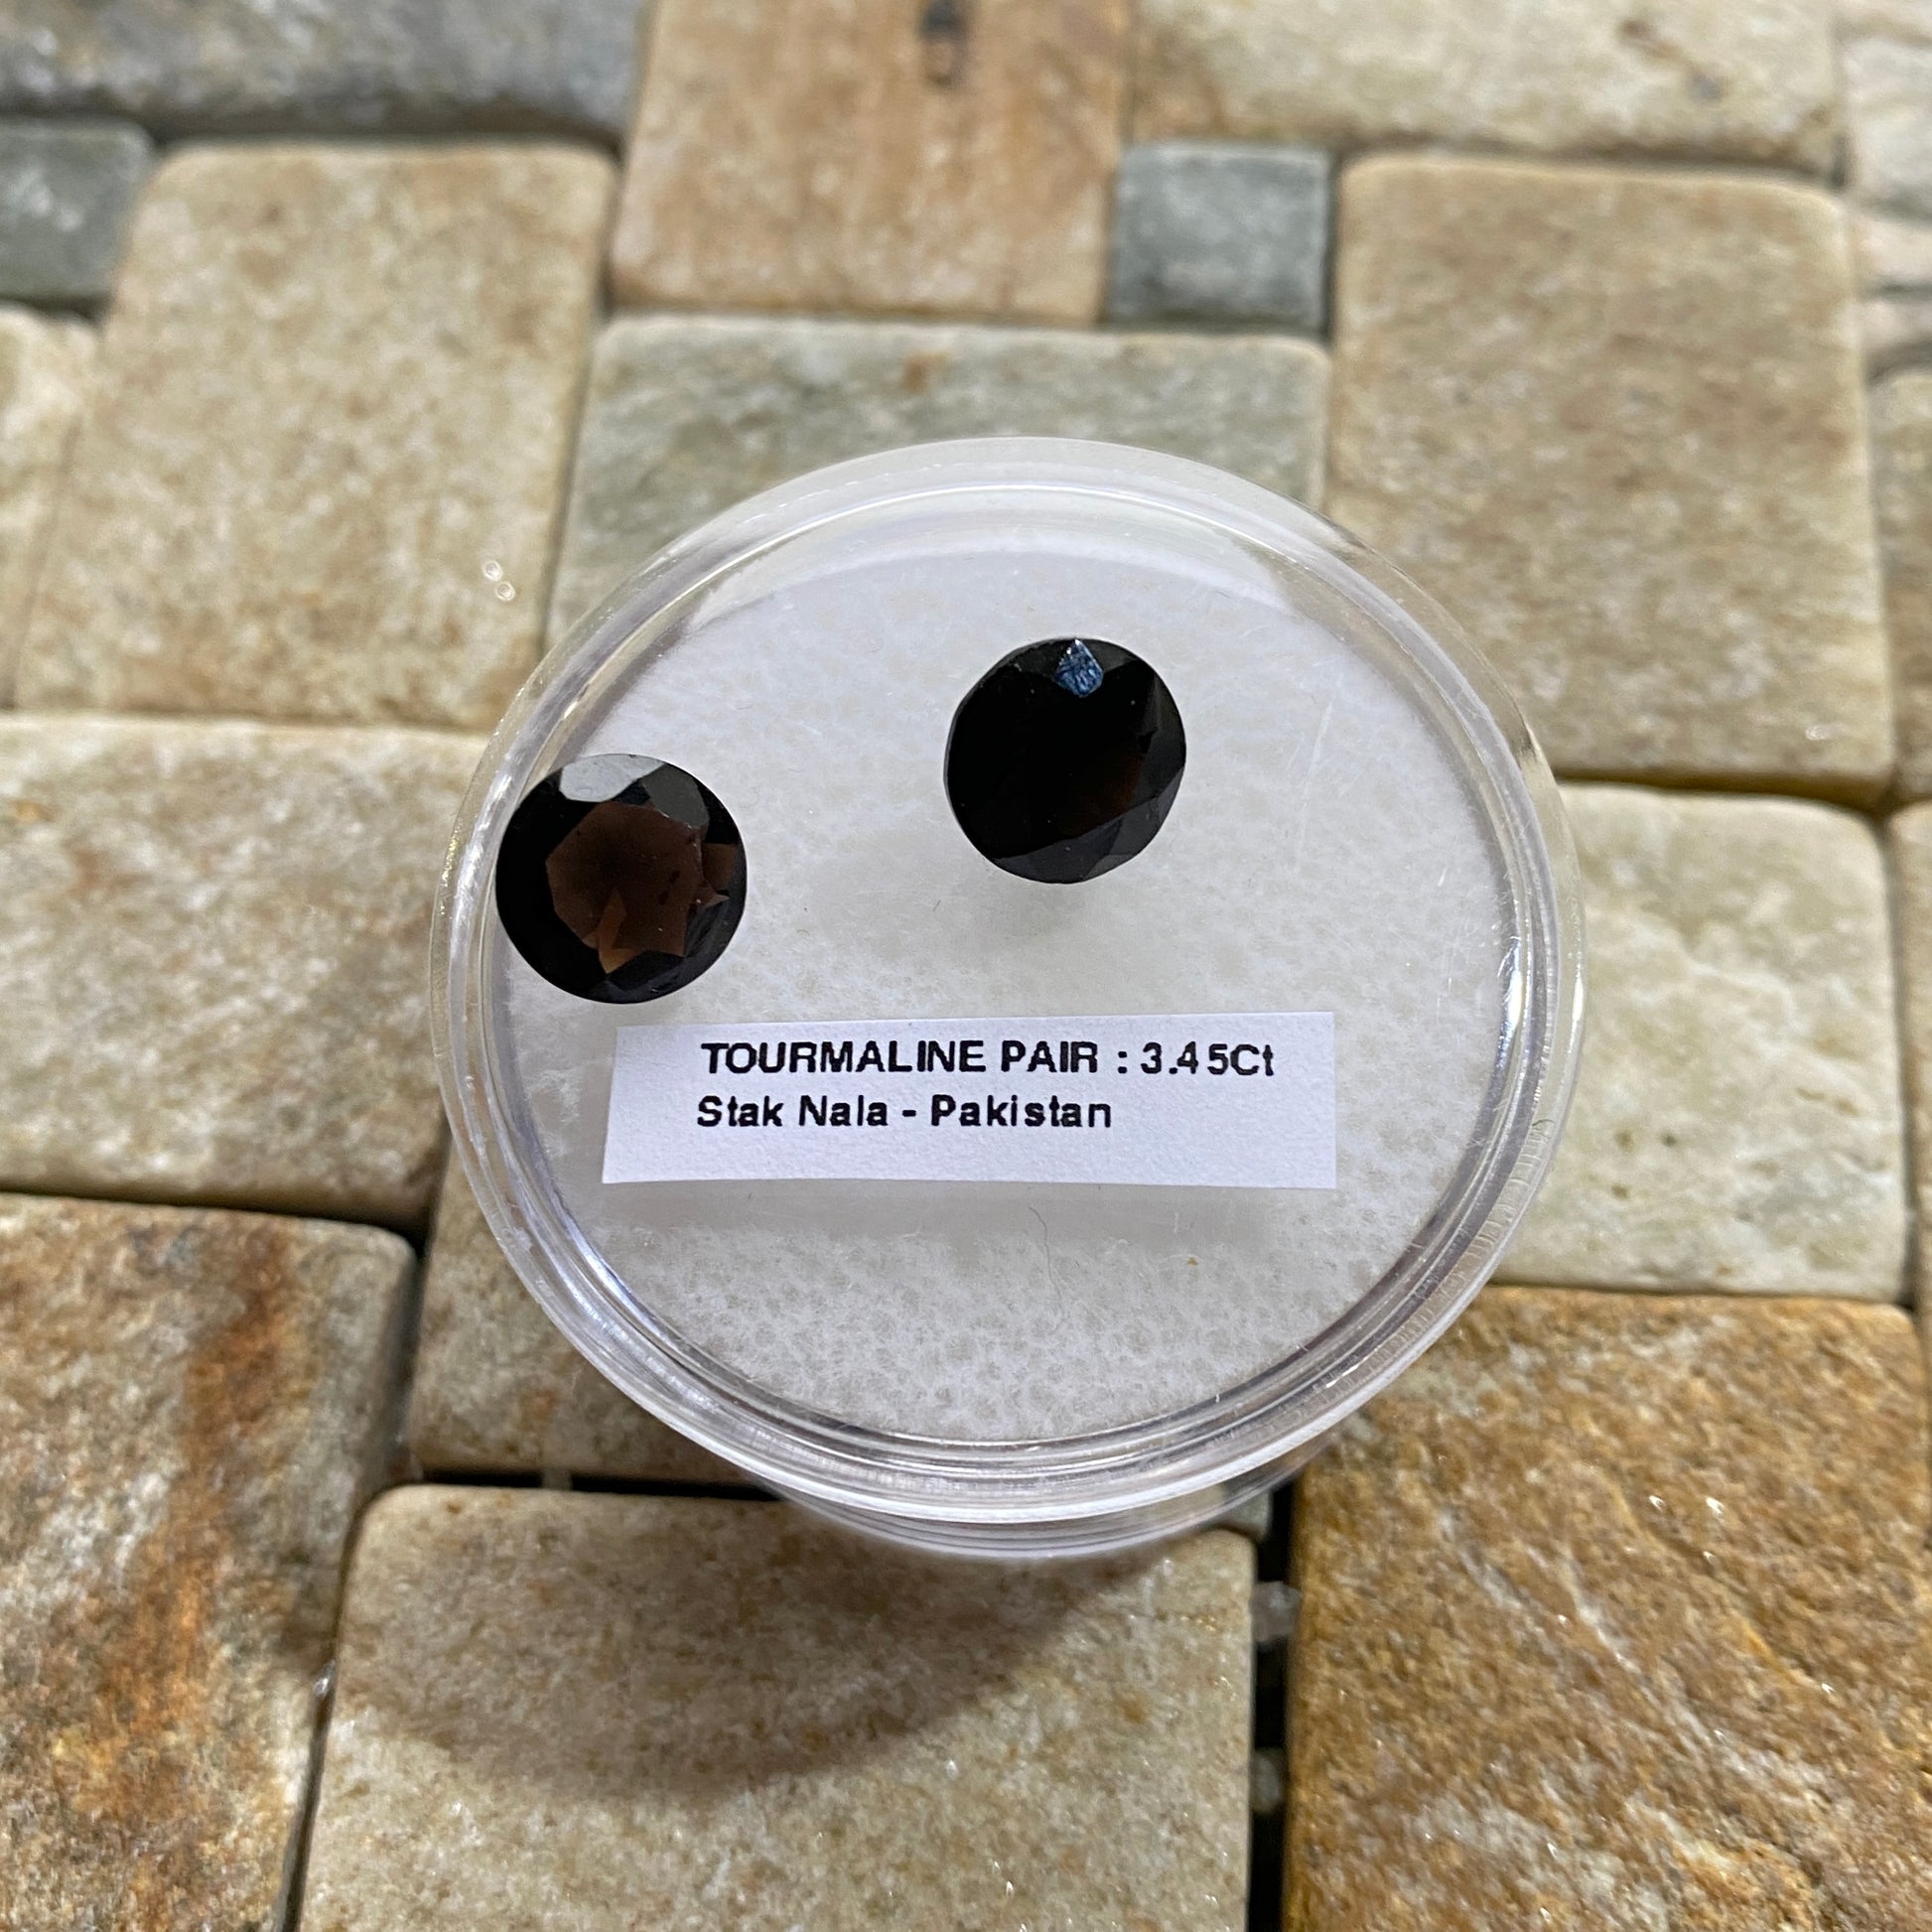 TOURMALINE PAIR : 3.45Ct
Stak Nala - Pakistan